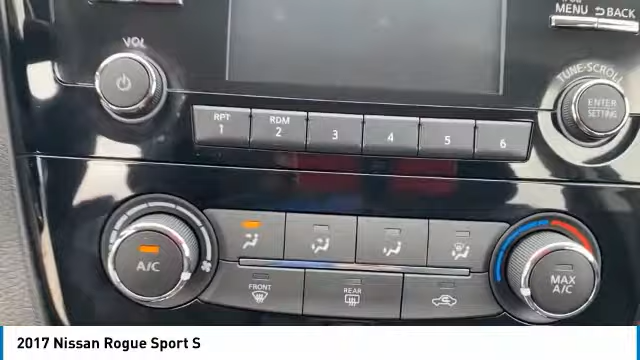 MENU
BACK
VOL
TUNE·SCROLL
ENTER
SETTING
RPT
1
RDM
2
3
4
5
6
A/C
MAX
A/C
FRONT
REAR
2017 Nissan Rogue Sport S